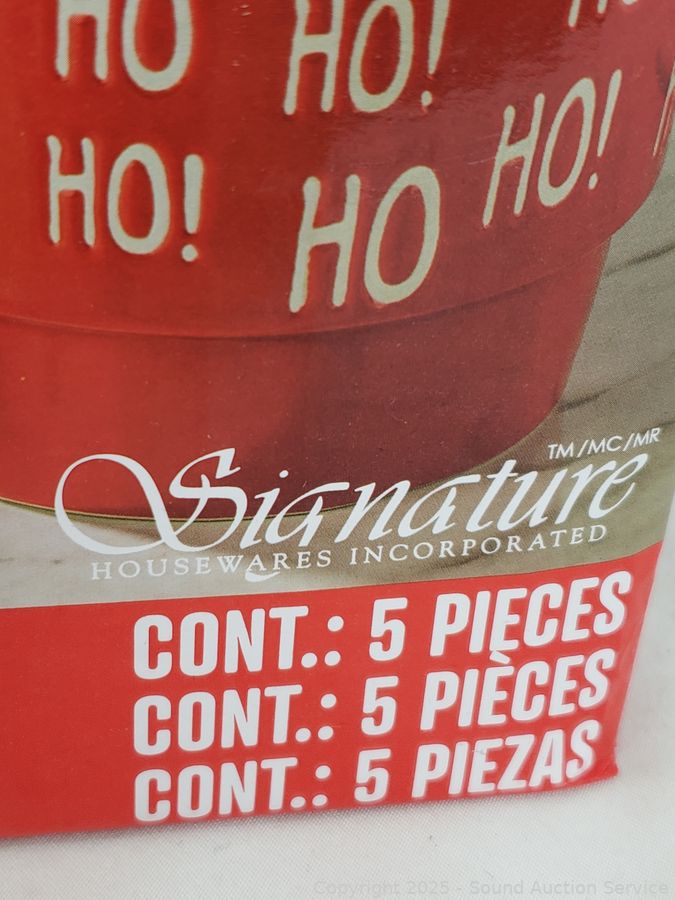 HO HO! HO!
HO! HO HO!
TM/MC/MR
Signature
HOUSEWARES INCORPORATED
CONT.: 5 PIECES
CONT.: 5 PIÈCES
CONT.: 5 PIEZAS
Copyright 2025 - Sound Auction Service